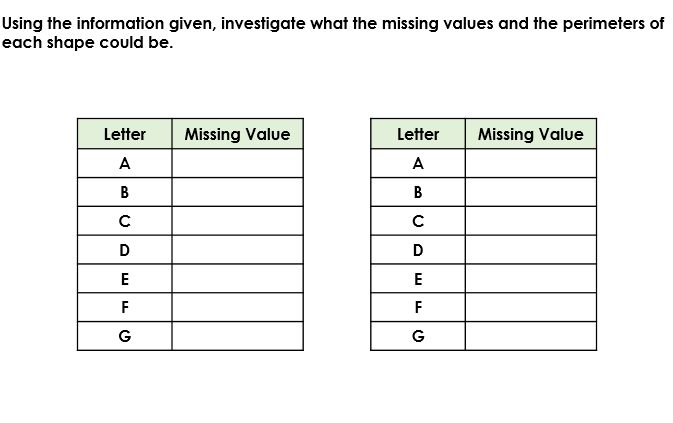 Using the information given, investigate what the missing values and the perimeters of
each shape could be.
Letter Missing Value
A
B
C
D
E
F
G
Letter Missing Value
A
B
C
D
E
F
G